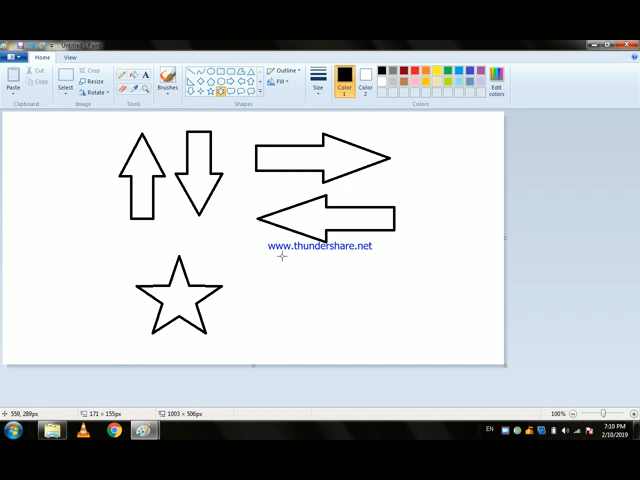 Untitled - Paint
Home
View
Paste
Cut
Copy
Clipboard
Select
Crop
Resize
Rotate
Image
A
Tools
Brushes
Shapes
Outline
Fill
Size
Color 1
Color 2
Edit colors
Colors
www.thundershare.net
559, 289px
171 × 155px
1003 × 506px
100%
EN
7:10 PM
2/10/2019